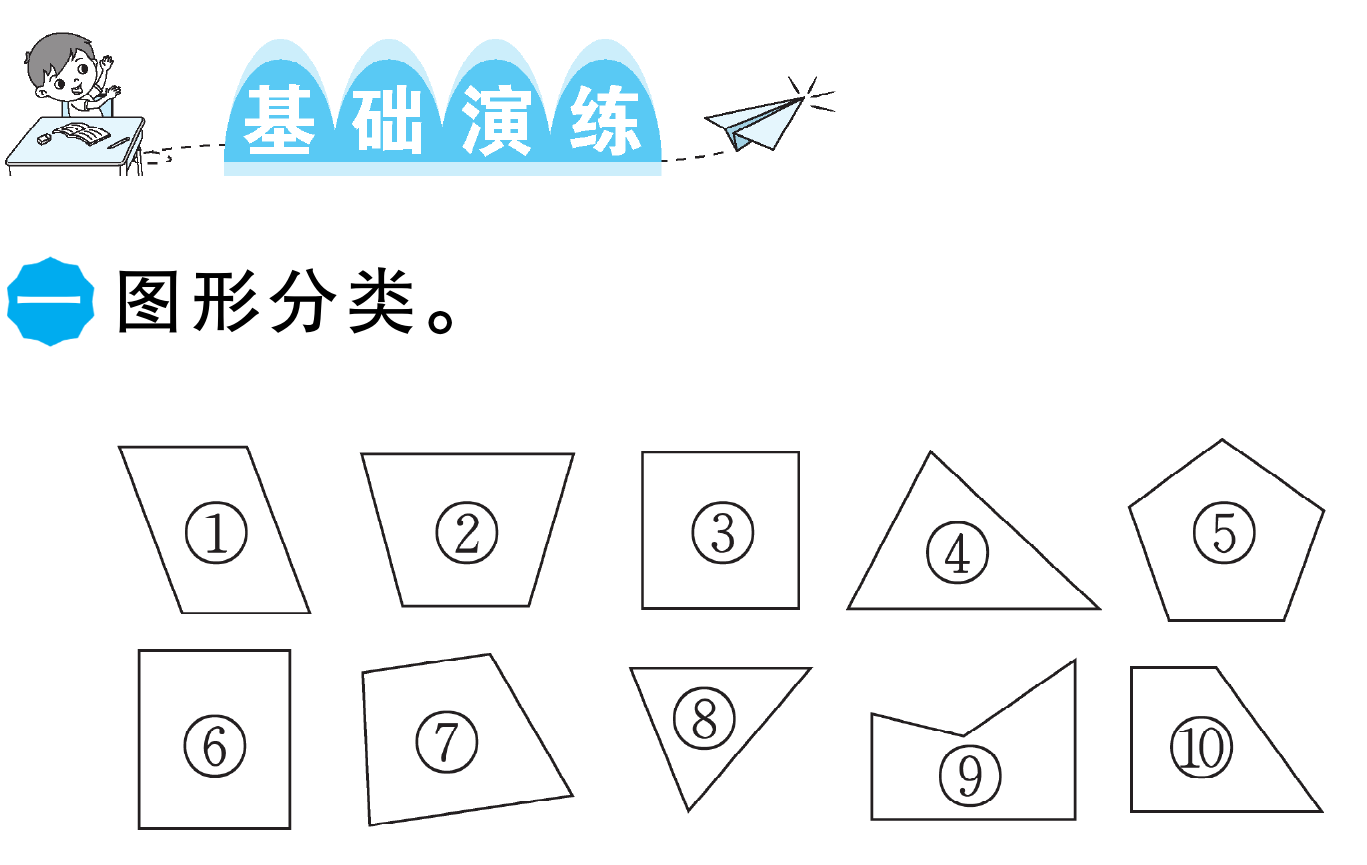 基础演练
一 图形分类。
① ② ③ ④ ⑤
⑥ ⑦ ⑧ ⑨ ⑩